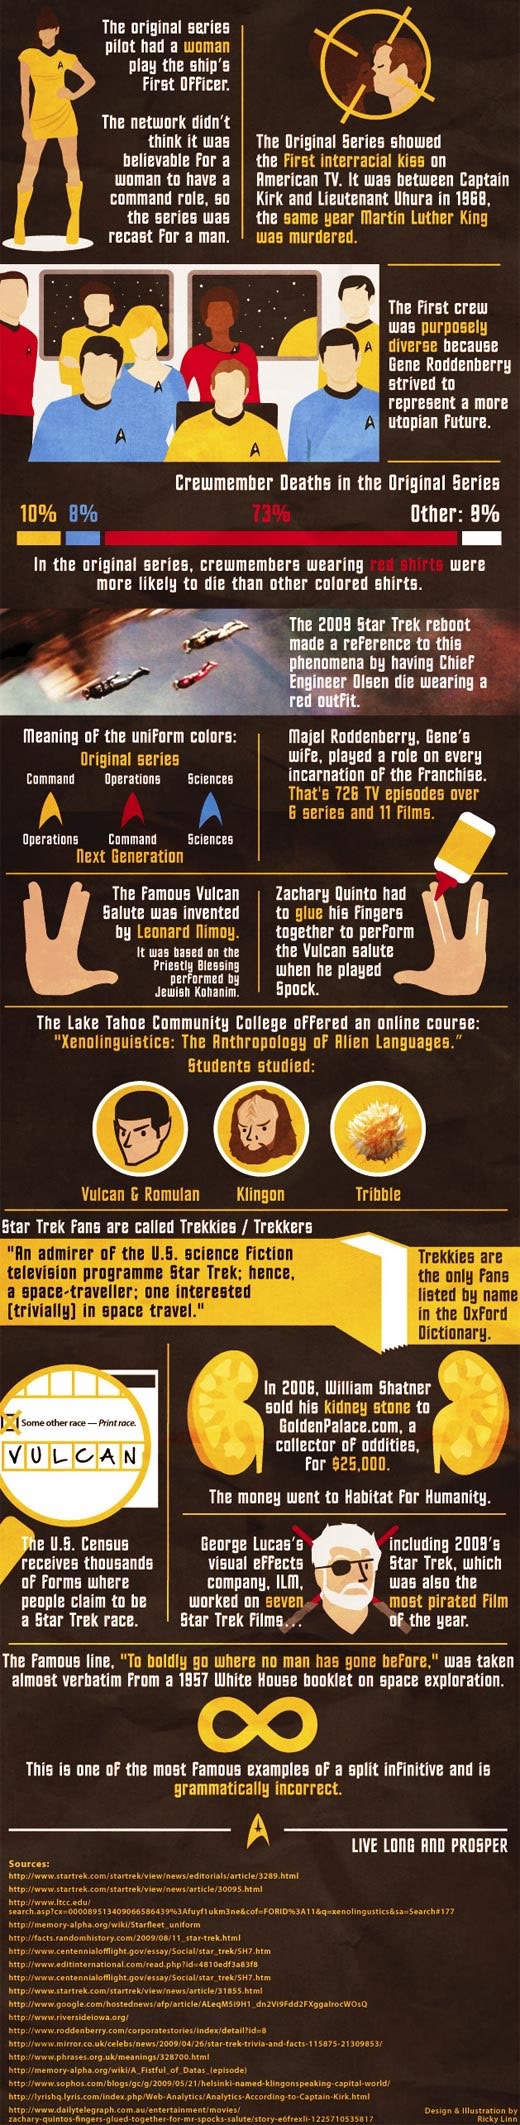 The original series
pilot had a woman
play the ship's
First Officer.
The network didn't
think it was
believable for a
woman to have a
command role, so
the series was
recast for a man.
The Original Series showed
the first interracial kiss on
American TV. It was between Captain
Kirk and Lieutenant Uhura in 1968,
the same year Martin Luther King
was murdered.
The first crew
was purposely
diverse because
Gene Roddenberry
strived to
represent a more
utopian future.
Crewmember Deaths in the Original Series
10% 8% 73% Other: 9%
In the original series, crewmembers wearing red shirts were
more likely to die than other colored shirts.
The 2009 Star Trek reboot
made a reference to this
phenomena by having Chief
Engineer Olsen die wearing a
red outfit.
Meaning of the uniform colors:
Original series
Command Operations Sciences
Operations Command Sciences
Next Generation
Majel Roddenberry, Gene's
wife, played a role on every
incarnation of the franchise.
That's 726 TV episodes over
6 series and 11 films.
The famous Vulcan
Salute was invented
by Leonard Nimoy.
It was based on the
Priestly Blessing
performed by
Jewish Kohanim.
Zachary Quinto had
to glue his fingers
together to perform
the Vulcan salute
when he played
Spock.
The Lake Tahoe Community College offered an online course:
"Xenolinguistics: The Anthropology of Alien Languages."
Students studied:
Vulcan & Romulan Klingon Tribble
Star Trek fans are called Trekkies / Trekkers
"An admirer of the U.S. science fiction
television programme Star Trek; hence,
a space-traveller; one interested
(trivially) in space travel."
Trekkies are
the only fans
listed by name
in the Oxford
Dictionary.
Some other race — Print race.
VULCAN
The U.S. Census
receives thousands
of forms where
people claim to be
a Star Trek race.
In 2006, William Shatner
sold his kidney stone to
GoldenPalace.com, a
collector of oddities,
for $25,000.
The money went to Habitat for Humanity.
George Lucas's
visual effects
company, ILM,
worked on seven
Star Trek films...
including 2009's
Star Trek, which
was also the
most pirated film
of the year.
The famous line, "To boldly go where no man has gone before," was taken
almost verbatim from a 1957 White House booklet on space exploration.
This is one of the most famous examples of a split infinitive and is
grammatically incorrect.
LIVE LONG AND PROSPER
Sources:
http://www.startrek.com/startrek/view/news/editorials/article/3289.html
http://www.startrek.com/startrek/view/news/article/30095.html
http://www.ltcc.edu/
search.asp?cx=000089513409066586439%3Afuyf1ukm3ne&cof=FORID%3A11&q=xenolingustics&sa=Search#177
http://memory-alpha.org/wiki/Starfleet_uniform
http://facts.randomhistory.com/2009/08/11_star-trek.html
http://www.centennialofflight.gov/essay/Social/star_trek/SH7.htm
http://www.editinternational.com/read.php?id=4810edf3a83f8
http://www.centennialofflight.gov/essay/Social/star_trek/SH7.htm
http://www.startrek.com/startrek/view/news/article/31855.html
http://www.google.com/hostednews/afp/article/ALeqM5i9H1_dn2Vi9Fdd2FXggaIrocWOsQ
http://www.riversideiowa.org/
http://www.roddenberry.com/corporatestories/index/detail?id=8
http://www.mirror.co.uk/celebs/news/2009/04/26/star-trek-trivia-and-facts-115875-21309853/
http://www.phrases.org.uk/meanings/328700.html
http://memory-alpha.org/wiki/A_Fistful_of_Datas_(episode)
http://www.sophos.com/blogs/gc/g/2009/05/21/helsinki-named-klingonspeaking-capital-world/
http://lyrishq.lyris.com/index.php/Web-Analytics/Analytics-According-to-Captain-Kirk.html
http://www.dailytelegraph.com.au/entertainment/movies/
zachary-quintos-fingers-glued-together-for-mr-spocks-salute/story-e6frexli-1225710535817
Design & Illustration by
Ricky Linn